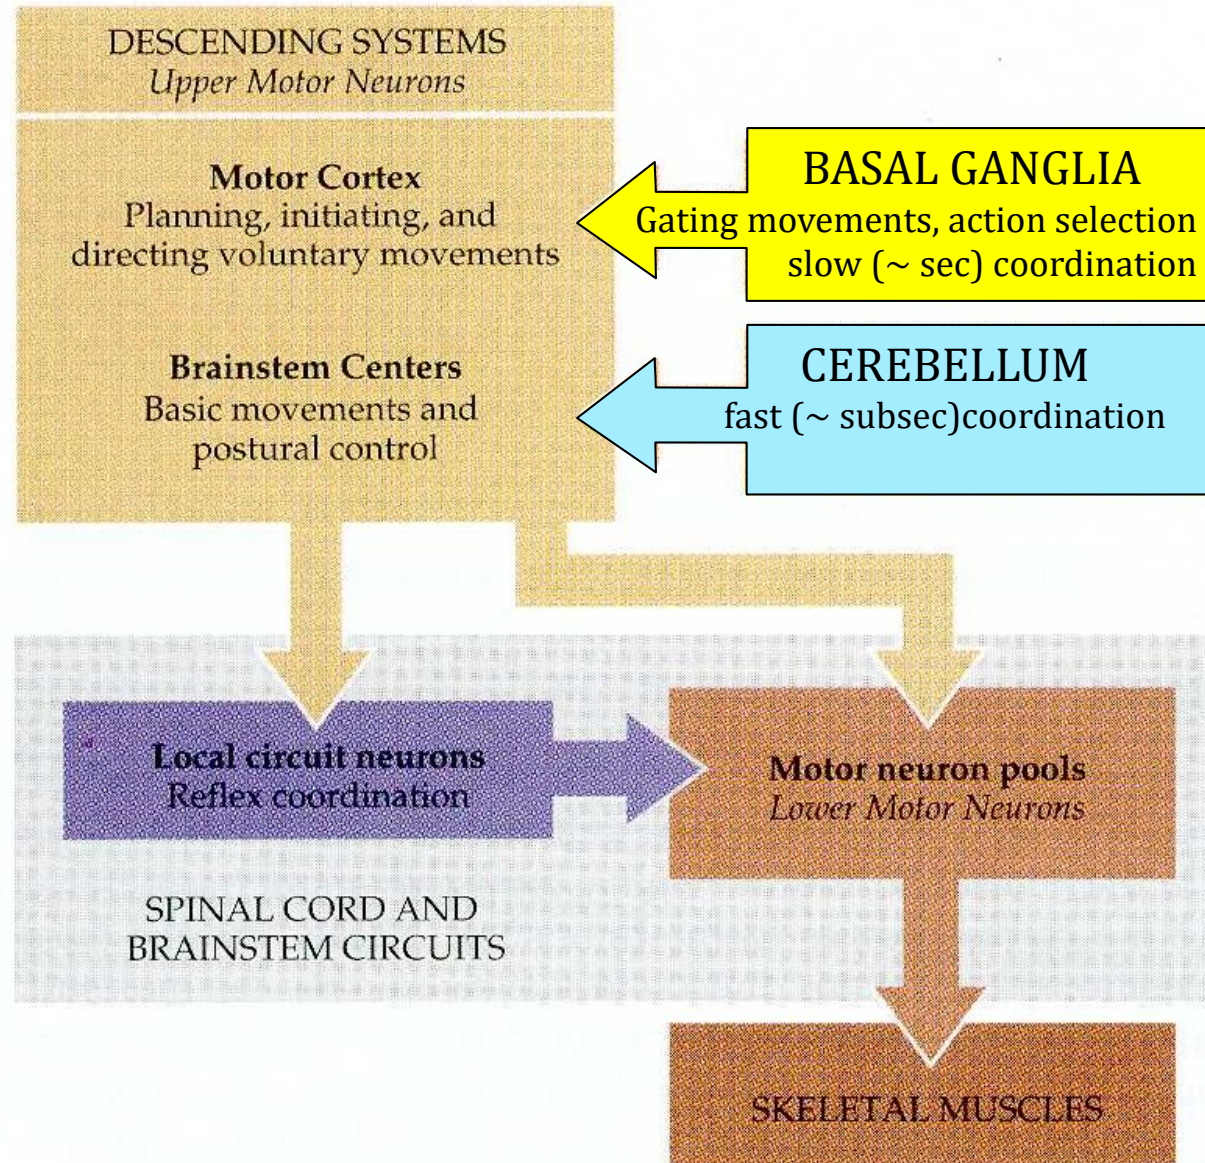 DESCENDING SYSTEMS
Upper Motor Neurons
Motor Cortex
Planning, initiating, and
directing voluntary movements
Brainstem Centers
Basic movements and
postural control
BASAL GANGLIA
Gating movements, action selection
slow (~ sec) coordination
CEREBELLUM
fast (~ subsec)coordination
Local circuit neurons
Reflex coordination
Motor neuron pools
Lower Motor Neurons
SPINAL CORD AND
BRAINSTEM CIRCUITS
SKELETAL MUSCLES